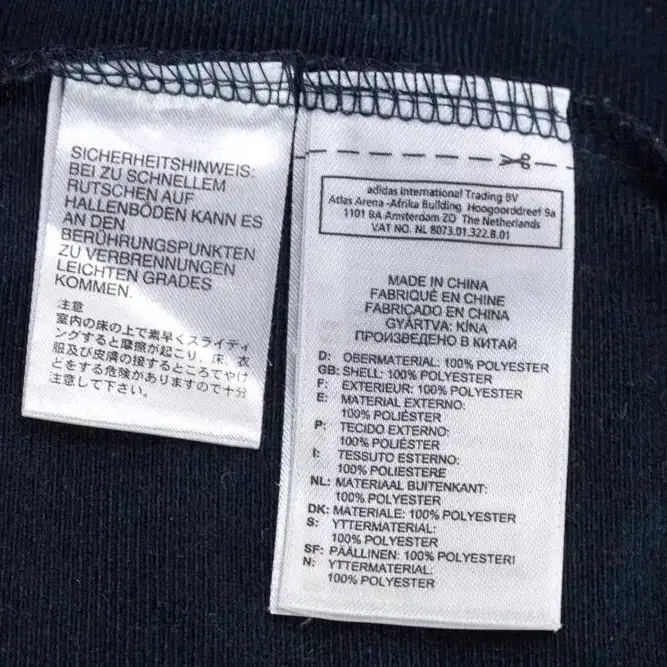 SICHERHEITSHINWEIS:
BEI ZU SCHNELLEM
RUTSCHEN AUF
HALLENBÖDEN KANN ES
AN DEN
BERÜHRUNGSPUNKTEN
ZU VERBRENNUNGEN
LEICHTEN GRADES
KOMMEN.
注意
室内の床の上で素早くスライディ
ングすると摩擦が起こり、床、衣
服及び皮膚の接するところでやけ
どをする危険がありますので十分
注意して下さい。
adidas International Trading BV
Atlas Arena -Afrika Building Hoogoorddreef 9a
1101 BA Amsterdam ZO The Netherlands
VAT NO. NL 8073.01.322.B.01
MADE IN CHINA
FABRIQUÉ EN CHINE
FABRICADO EN CHINA
GYÁRTVA: KÍNA
ПРОИЗВЕДЕНО В КИТАЙ
D: OBERMATERIAL: 100% POLYESTER
GB: SHELL: 100% POLYESTER
F: EXTERIEUR: 100% POLYESTER
E: MATERIAL EXTERNO:
100% POLIÉSTER
P: TECIDO EXTERNO:
100% POLIÉSTER
I: TESSUTO ESTERNO:
100% POLIESTERE
NL: MATERIAAL BUITENKANT:
100% POLYESTER
DK: MATERIALE: 100% POLYESTER
S: YTTERMATERIAL:
100% POLYESTER
SF: PÄÄLLINEN: 100% POLYESTERI
N: YTTERMATERIAL:
100% POLYESTER